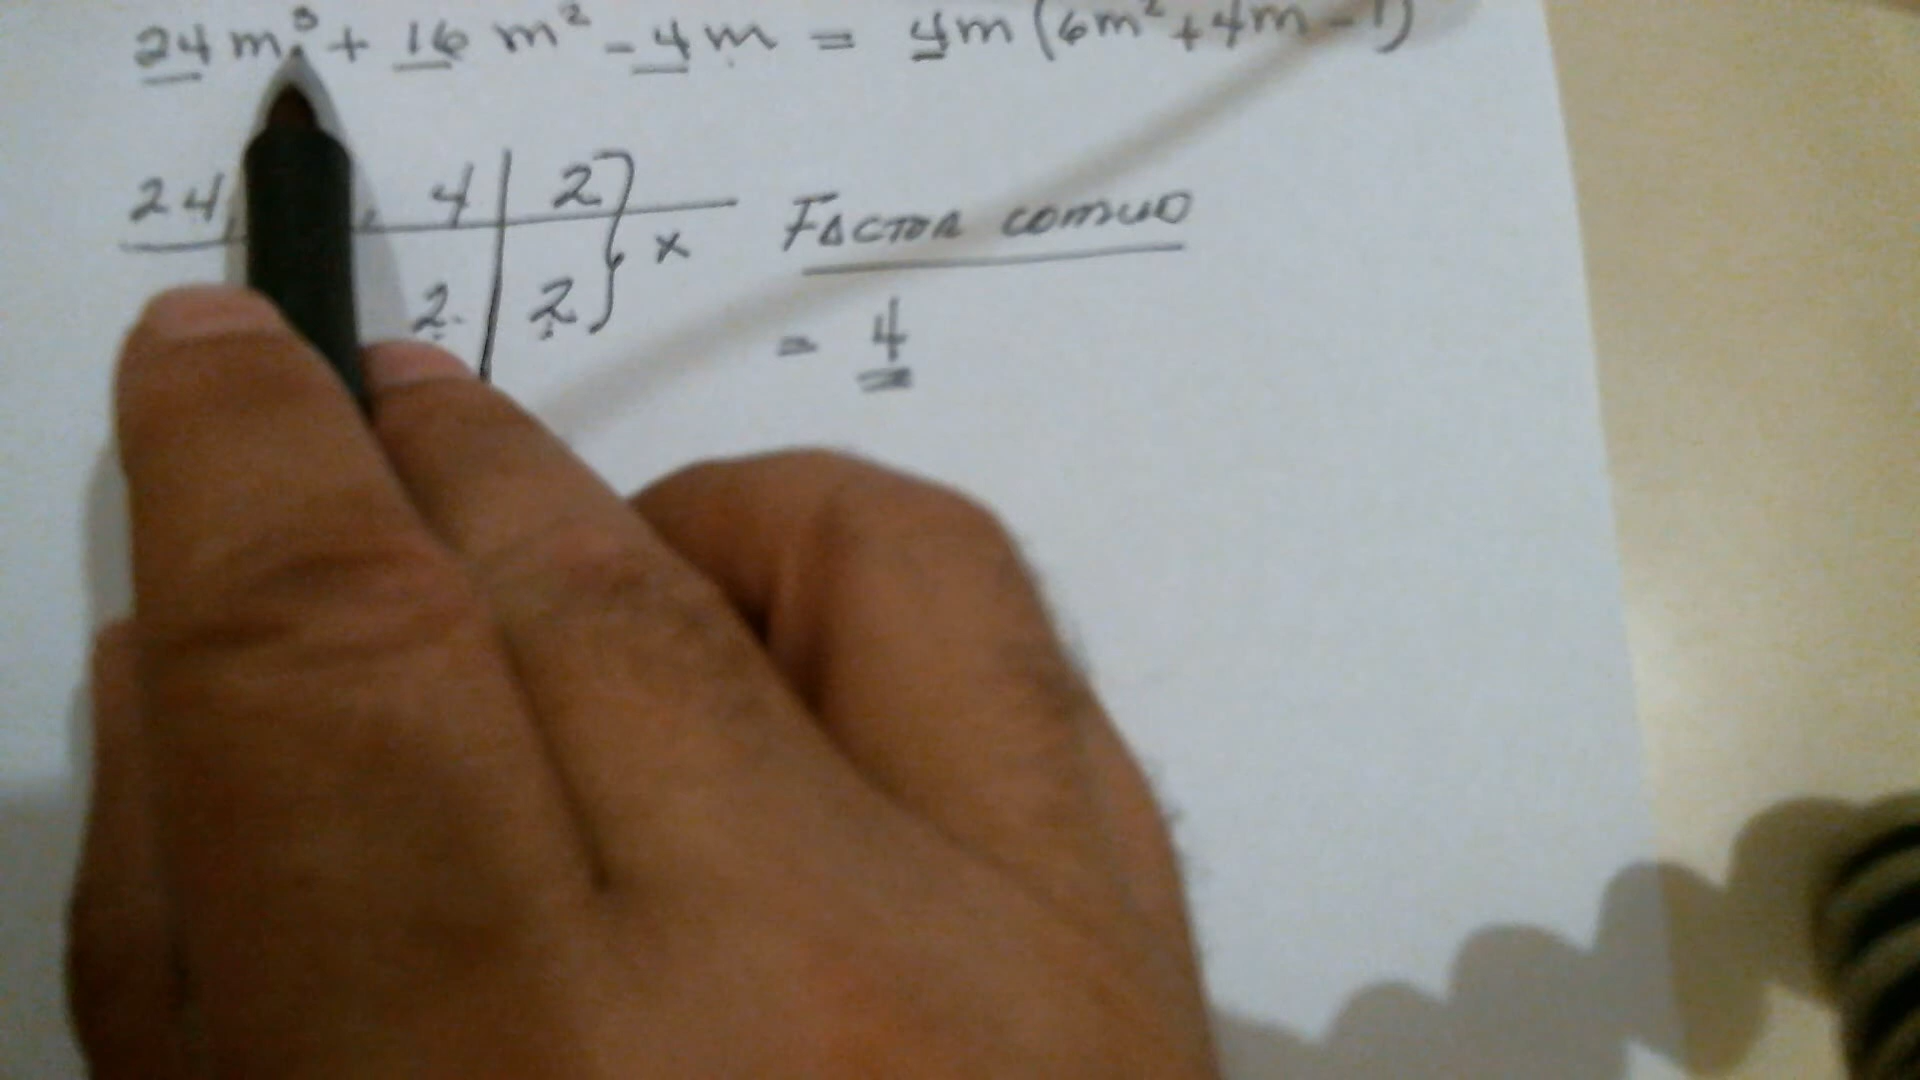 24m³ + 16m² - 4m = 4m(6m² + 4m - 1)
24, , 4 | 2 } x Factor comun
2 | 2
= 4